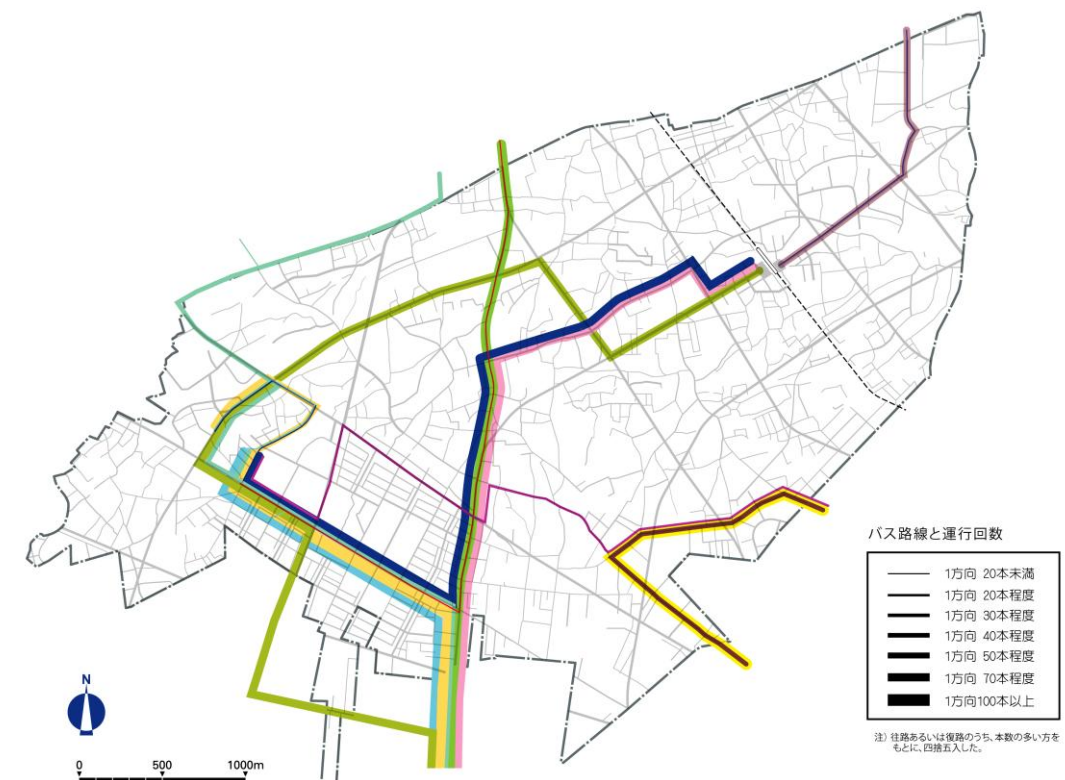 バス路線と運行回数
1方向 20本未満
1方向 20本程度
1方向 30本程度
1方向 40本程度
1方向 50本程度
1方向 70本程度
1方向100本以上
注) 往路あるいは復路のうち、本数の多い方を
もとに、四捨五入した。
N
0 500 1000m